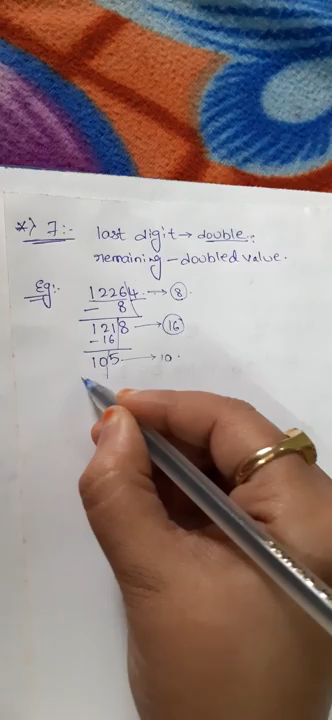 *) 7:-
last digit → double.
remaining - doubled value.
Eg:- 12264 → 8
- 8
1218 → 16
- 16
105 → 10.